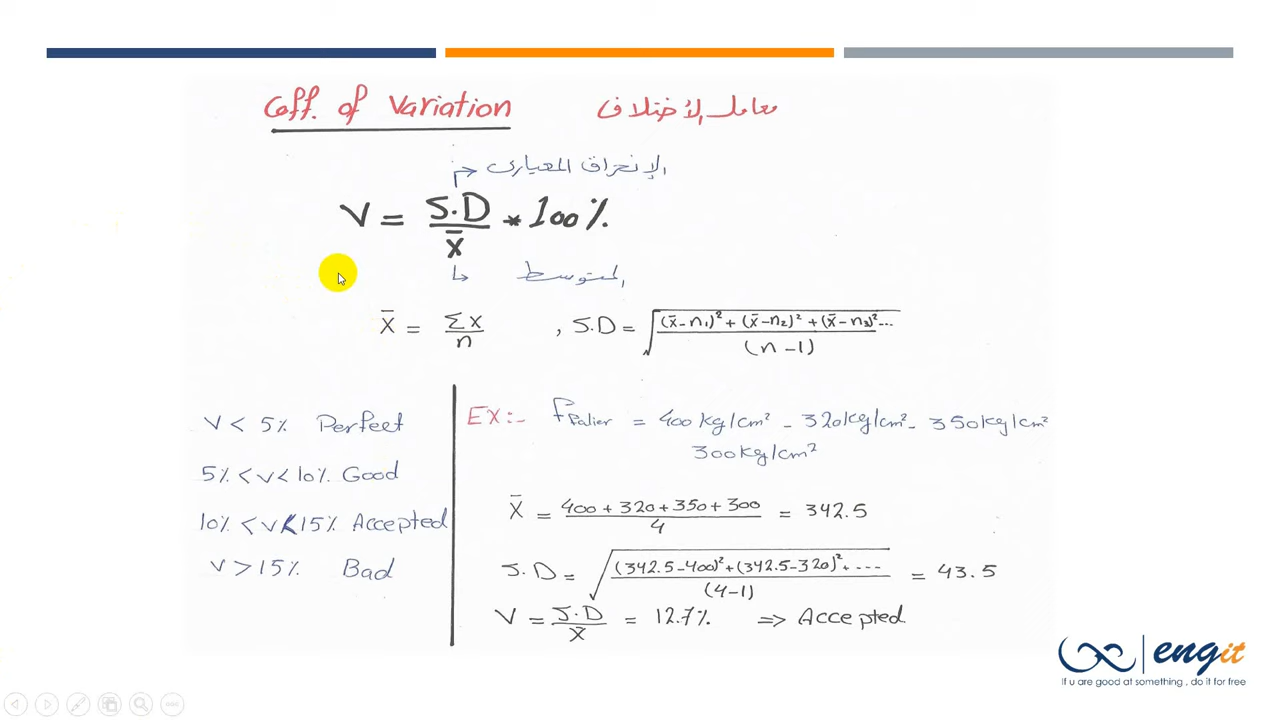 Coff. of Variation معامل الأختلاف
الإنحراف المعيارى
V = S.D / x̄ * 100%
المتوسط
x̄ = Σx / n , S.D = √((x̄-n₁)² + (x̄-n₂)² + (x̄-n₃)² ... / (n-1))
V < 5% Perfect
5% < V < 10% Good
10% < V < 15% Accepted
V > 15% Bad
EX:- = 400 kg/cm² - 320 kg/cm² - 350 kg/cm²
300 kg/cm²
x̄ = 400 + 320 + 350 + 300 / 4 = 342.5
S.D = √((342.5-400)² + (342.5-320)² + ... / (4-1)) = 43.5
V = S.D / x̄ = 12.7% ⇒ Accepted
engit
If u are good at something , do it for free